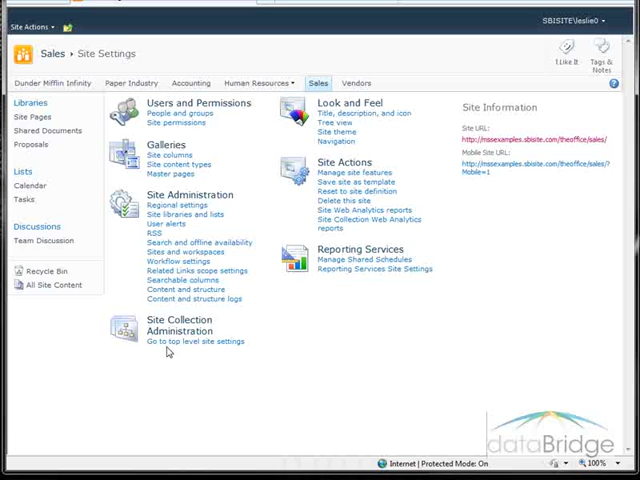 Site Actions
SBISITE\leslie0
Sales ▸ Site Settings
I Like It
Tags & Notes
Dunder Mifflin Infinity
Paper Industry
Accounting
Human Resources
Sales
Vendors
Libraries
Site Pages
Shared Documents
Proposals
Lists
Calendar
Tasks
Discussions
Team Discussion
Recycle Bin
All Site Content
Users and Permissions
People and groups
Site permissions
Galleries
Site columns
Site content types
Master pages
Site Administration
Regional settings
Site libraries and lists
User alerts
RSS
Search and offline availability
Sites and workspaces
Workflow settings
Related Links scope settings
Searchable columns
Content and structure
Content and structure logs
Site Collection
Administration
Go to top level site settings
Look and Feel
Title, description, and icon
Tree view
Site theme
Navigation
Site Actions
Manage site features
Save site as template
Reset to site definition
Delete this site
Site Web Analytics reports
Site Collection Web Analytics
reports
Reporting Services
Manage Shared Schedules
Reporting Services Site Settings
Site Information
Site URL:
http://mssexamples.sbisite.com/theoffice/sales/
Mobile Site URL:
http://mssexamples.sbisite.com/theoffice/sales/?
Mobile=1
dataBridge
Internet | Protected Mode: On
100%